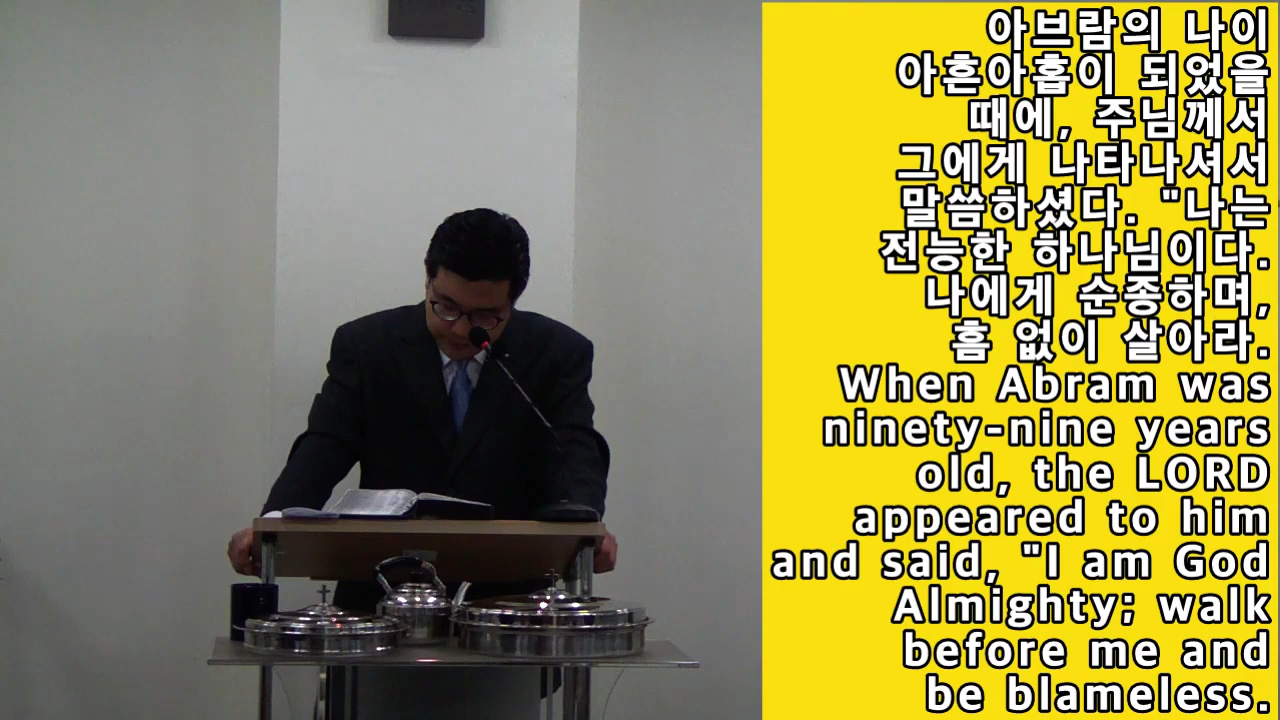 아브람의 나이
아흔아홉이 되었을
때에, 주님께서
그에게 나타나셔서
말씀하셨다. "나는
전능한 하나님이다.
나에게 순종하며,
흠 없이 살아라.
When Abram was
ninety-nine years
old, the LORD
appeared to him
and said, "I am God
Almighty; walk
before me and
be blameless.